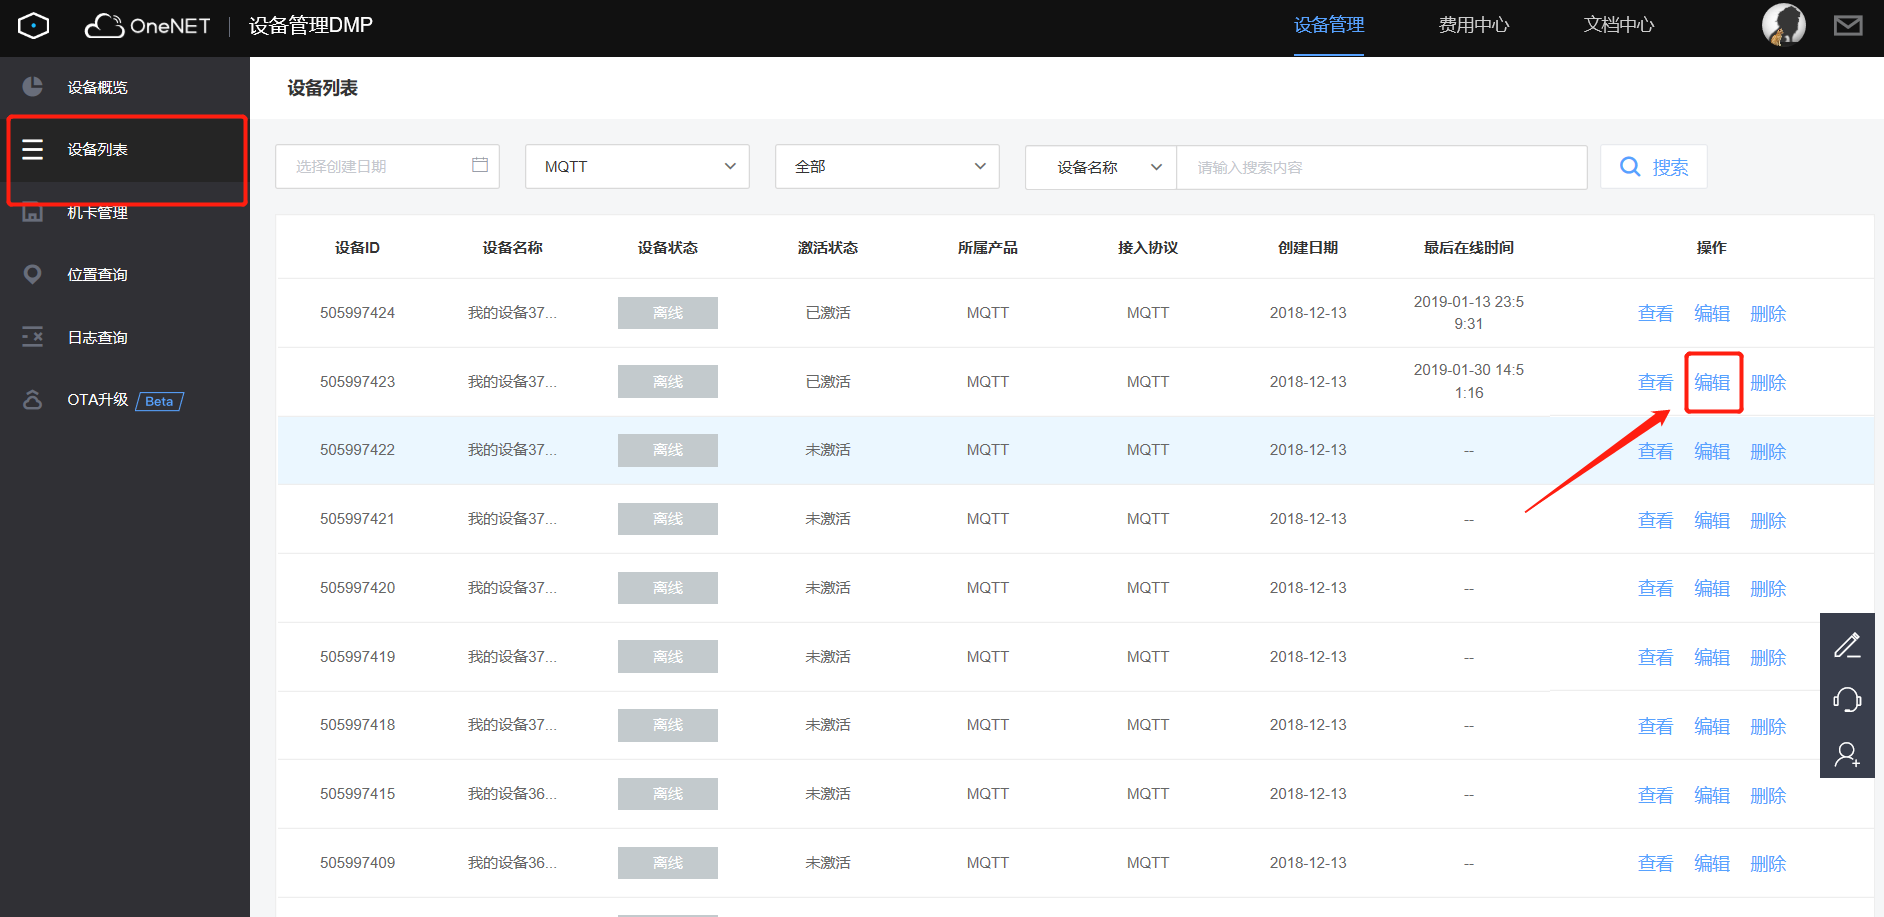 OneNET | 设备管理DMP
设备管理
费用中心
文档中心
设备概览
设备列表
机卡管理
位置查询
日志查询
OTA升级 Beta
设备列表
选择创建日期
MQTT
全部
设备名称
请输入搜索内容
搜索
设备ID 设备名称 设备状态 激活状态 所属产品 接入协议 创建日期 最后在线时间 操作
505997424 我的设备37... 离线 已激活 MQTT MQTT 2018-12-13 2019-01-13 23:5 查看 编辑 删除
9:31
505997423 我的设备37... 离线 已激活 MQTT MQTT 2018-12-13 2019-01-30 14:5 查看 编辑 删除
1:16
505997422 我的设备37... 离线 未激活 MQTT MQTT 2018-12-13 -- 查看 编辑 删除
505997421 我的设备37... 离线 未激活 MQTT MQTT 2018-12-13 -- 查看 编辑 删除
505997420 我的设备37... 离线 未激活 MQTT MQTT 2018-12-13 -- 查看 编辑 删除
505997419 我的设备37... 离线 未激活 MQTT MQTT 2018-12-13 -- 查看 编辑 删除
505997418 我的设备37... 离线 未激活 MQTT MQTT 2018-12-13 -- 查看 编辑 删除
505997415 我的设备36... 离线 未激活 MQTT MQTT 2018-12-13 -- 查看 编辑 删除
505997409 我的设备36... 离线 未激活 MQTT MQTT 2018-12-13 -- 查看 编辑 删除